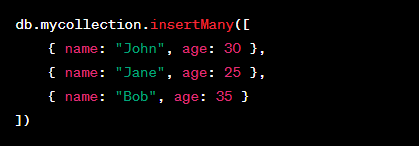 db.mycollection.insertMany([
    { name: "John", age: 30 },
    { name: "Jane", age: 25 },
    { name: "Bob", age: 35 }
])